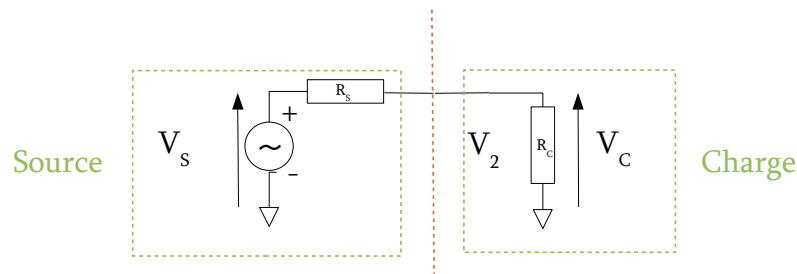 Source
V_S
+
~
-
R_S
V_2
R_C
V_C
Charge